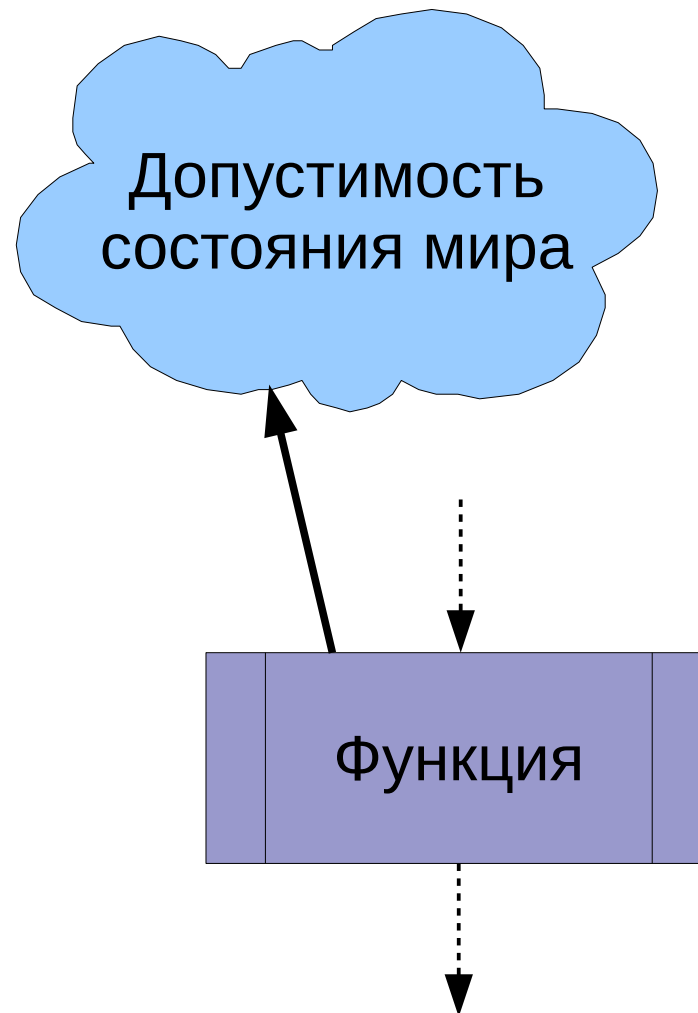 Допустимость
состояния мира
Функция